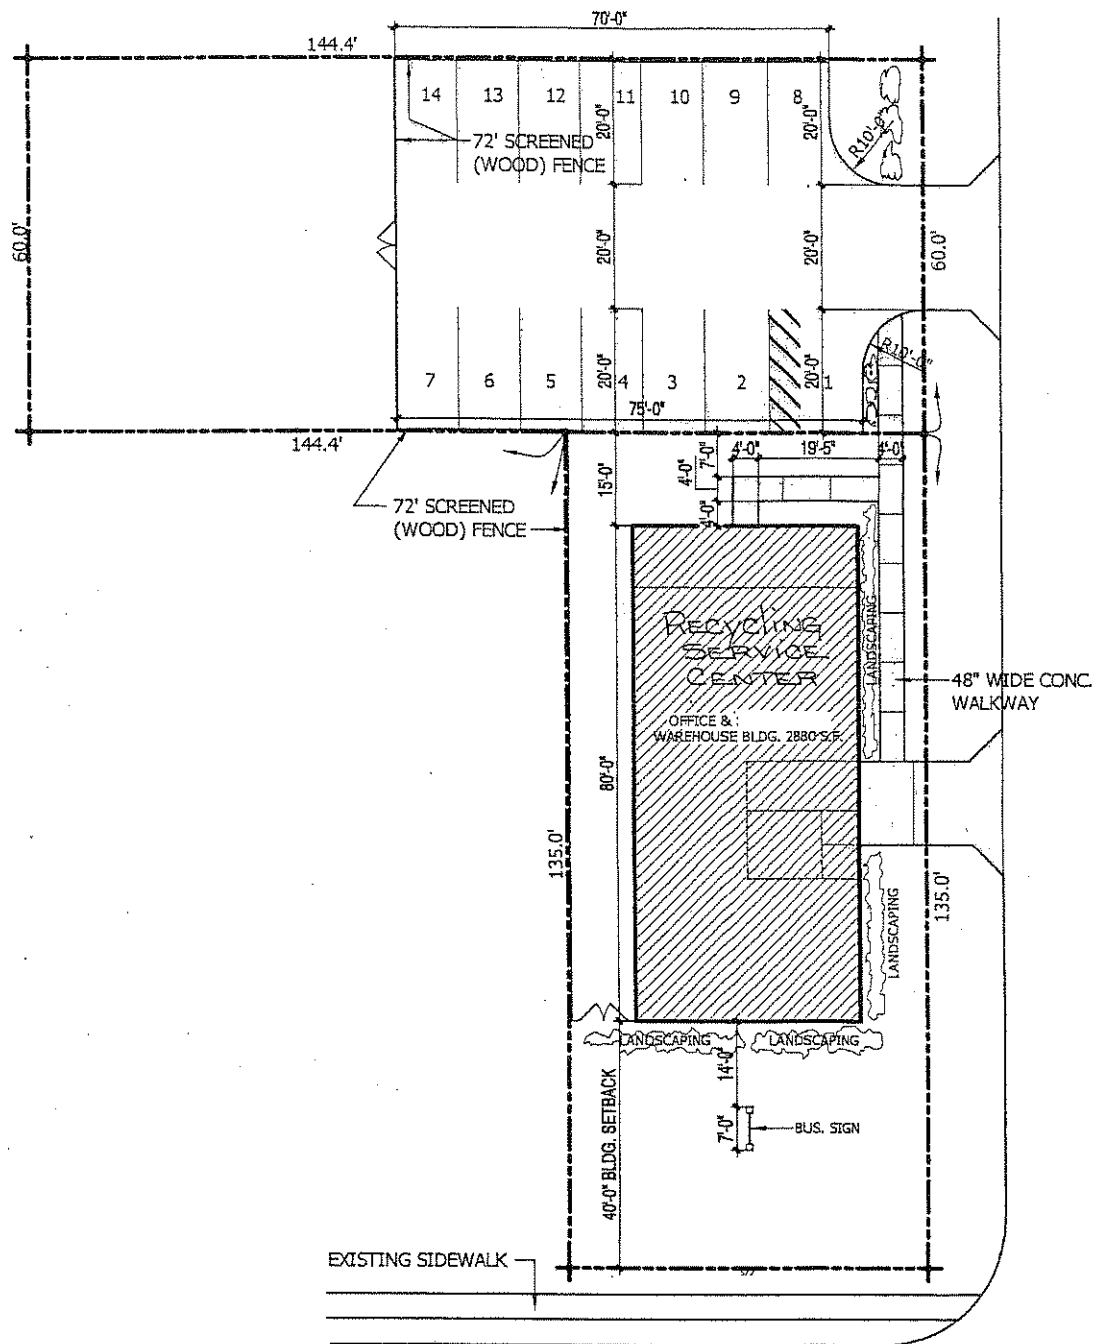 70'-0"
144.4'
14 13 12 11 10 9 8
20'-0" 20'-0"
R10'-0"
72' SCREENED
(WOOD) FENCE
60.0'
20'-0" 20'-0"
60.0'
R10'-0"
20'-0" 20'-0"
7 6 5 4 3 2 1
75'-0"
144.4'
15'-0"
4'-0"
7'-0"
4'-0" 19'-5" 4'-0"
4'-0"
72' SCREENED
(WOOD) FENCE
RECYCLING
SERVICE
CENTER
LANDSCAPING
48" WIDE CONC.
WALKWAY
OFFICE &
WAREHOUSE BLDG. 2880 S.F.
80'-0"
135.0'
135.0'
LANDSCAPING
LANDSCAPING LANDSCAPING
14'-0"
7'-0"
BUS. SIGN
40'-0" BLDG. SETBACK
EXISTING SIDEWALK